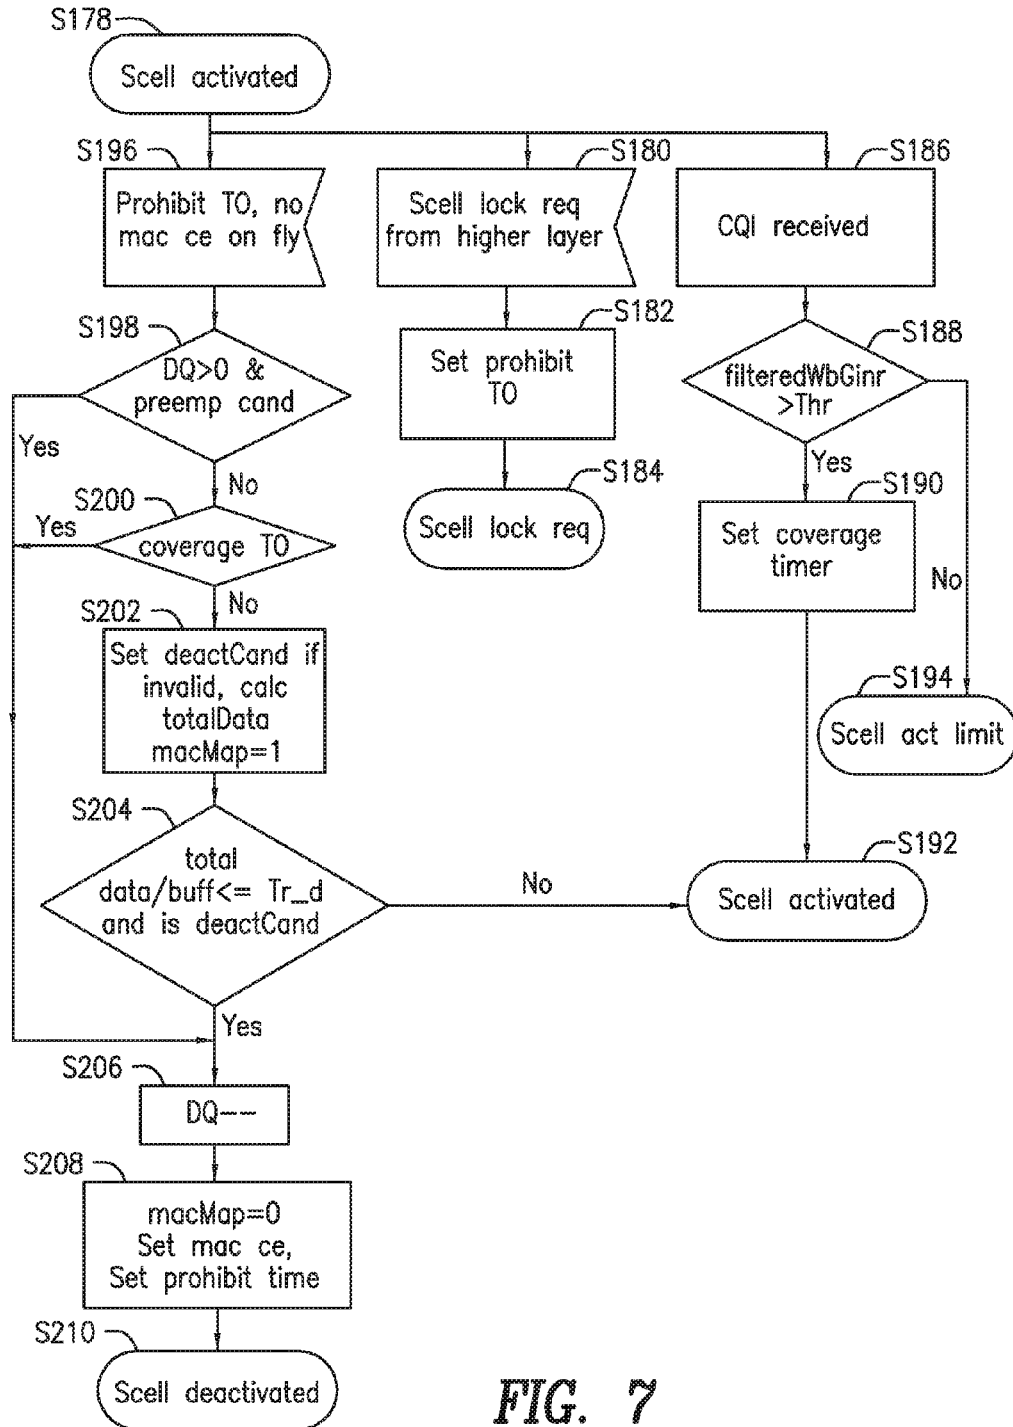 S178
Scell activated
S196
Prohibit TO, no
mac ce on fly
S180
Scell lock req
from higher layer
S186
CQI received
S198
DQ>0 &
preemp cand
Yes
No
S182
Set prohibit
TO
S184
Scell lock req
S188
filteredWbGinr
>Thr
Yes
No
S190
Set coverage
timer
S194
Scell act limit
S200
coverage TO
Yes
No
S202
Set deactCand if
invalid, calc
totalData
macMap=1
S204
total
data/buff<= Tr_d
and is deactCand
No
Yes
S192
Scell activated
S206
DQ--
S208
macMap=0
Set mac ce,
Set prohibit time
S210
Scell deactivated
FIG. 7